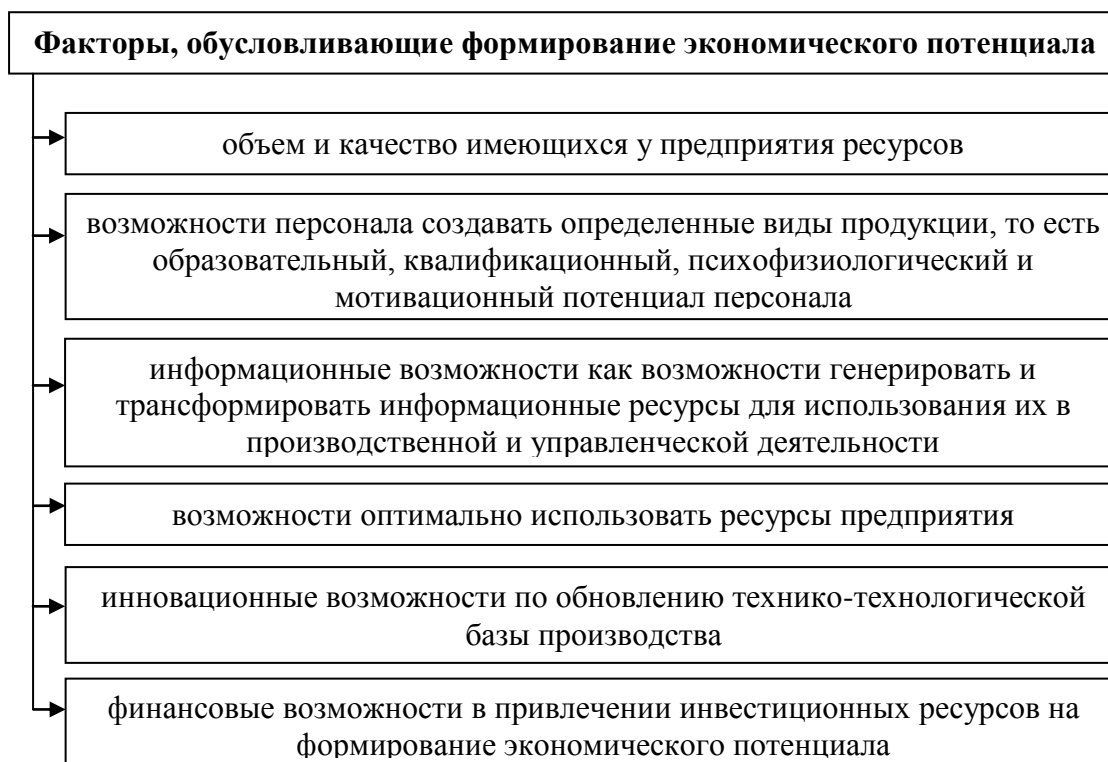 Факторы, обусловливающие формирование экономического потенциала
объем и качество имеющихся у предприятия ресурсов
возможности персонала создавать определенные виды продукции, то есть
образовательный, квалификационный, психофизиологический и
мотивационный потенциал персонала
информационные возможности как возможности генерировать и
трансформировать информационные ресурсы для использования их в
производственной и управленческой деятельности
возможности оптимально использовать ресурсы предприятия
инновационные возможности по обновлению технико-технологической
базы производства
финансовые возможности в привлечении инвестиционных ресурсов на
формирование экономического потенциала